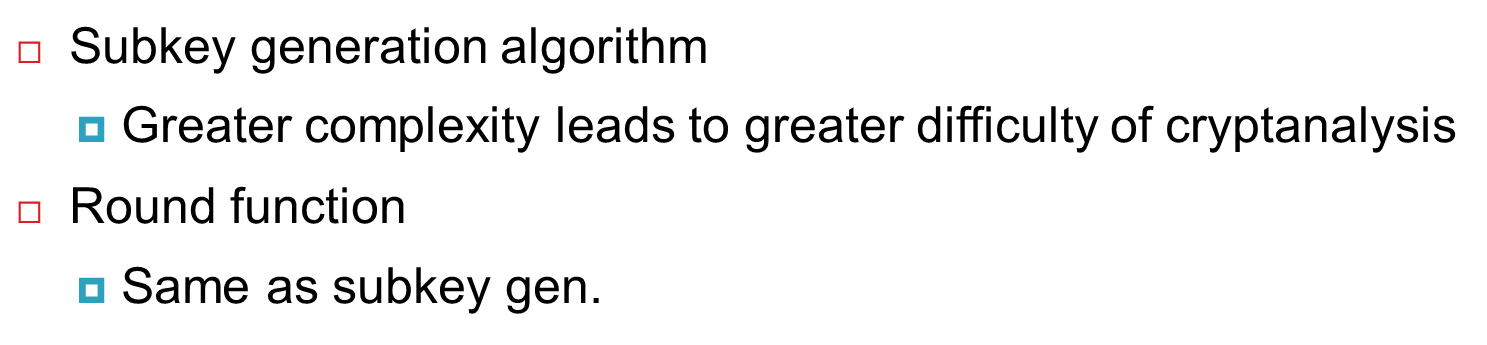 Subkey generation algorithm
Greater complexity leads to greater difficulty of cryptanalysis
Round function
Same as subkey gen.